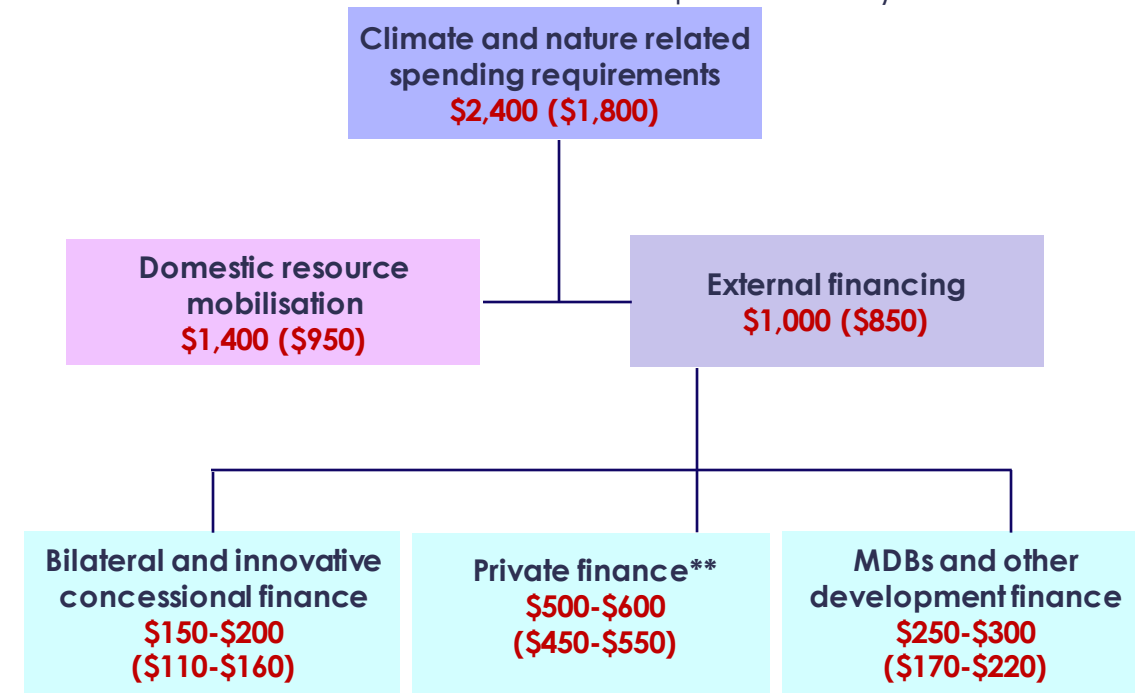 Climate and nature related
spending requirements
$2,400 ($1,800)
Domestic resource
mobilisation
$1,400 ($950)
External financing
$1,000 ($850)
Bilateral and innovative
concessional finance
$150-$200
($110-$160)
Private finance**
$500-$600
($450-$550)
MDBs and other
development finance
$250-$300
($170-$220)